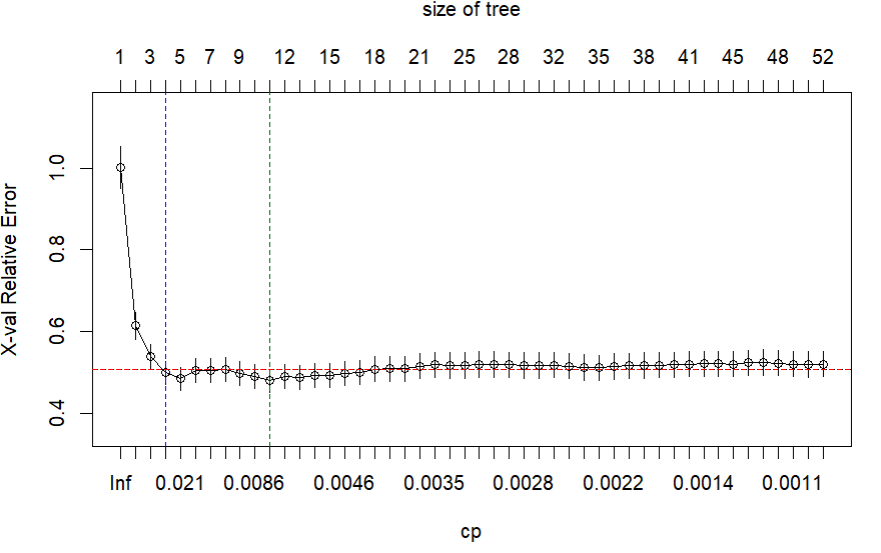 size of tree
1 3 5 7 9 12 15 18 21 25 28 32 35 38 41 45 48 52
X-val Relative Error
1.0
0.8
0.6
0.4
Inf 0.021 0.0086 0.0046 0.0035 0.0028 0.0022 0.0014 0.0011
cp